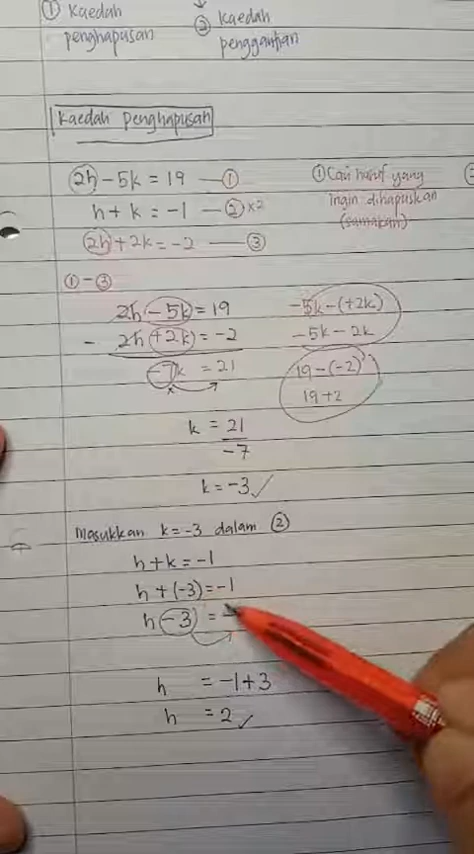 ① Kaedah penghapusan
② Kaedah penggantian
Kaedah Penghapusan
2h - 5k = 19 — ①
h + k = -1 — ② ×2
2h + 2k = -2 — ③
① Cari huruf yang
ingin dihapuskan
(samakan)
① - ③
2h - 5k = 19
- 2h + 2k = -2
-7k = 21
-5k - (+2k)
-5k - 2k
19 - (-2)
19 + 2
k = 21
-7
k = -3 ✓
Masukkan k = -3 dalam ②
h + k = -1
h + (-3) = -1
h - 3 =
h = -1 + 3
h = 2 ✓